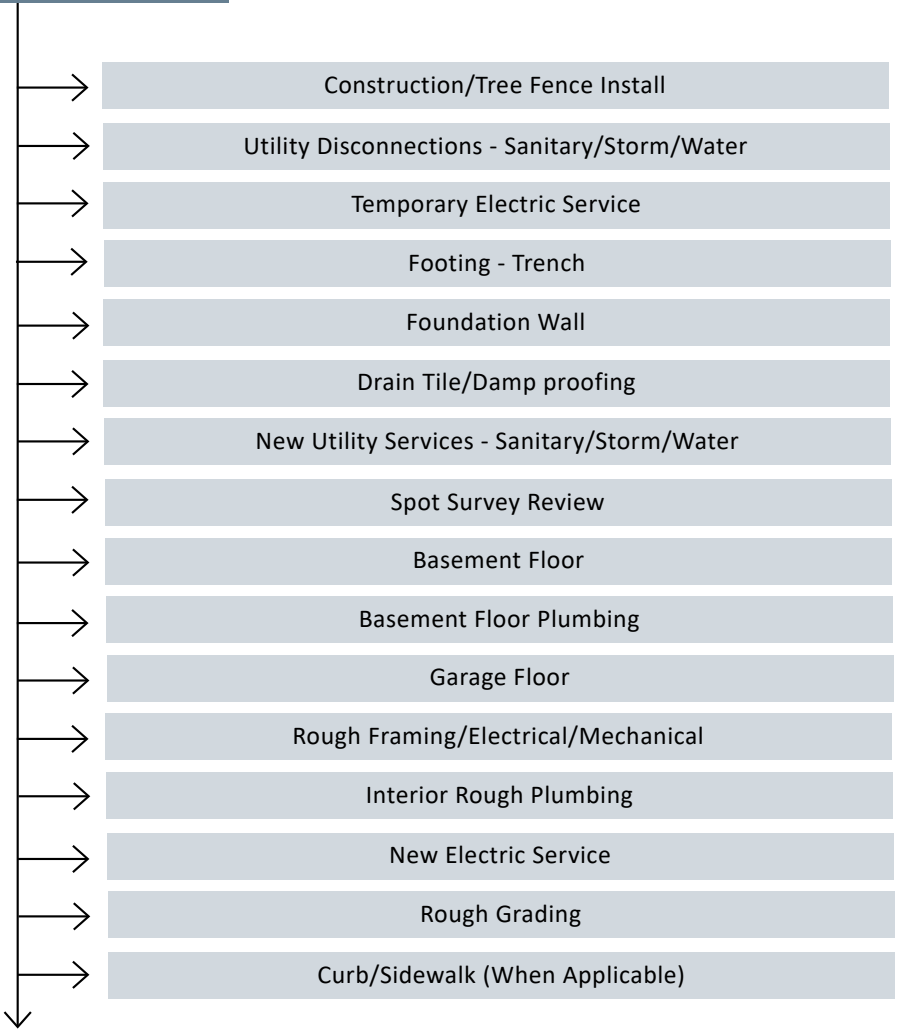 Construction/Tree Fence Install
Utility Disconnections - Sanitary/Storm/Water
Temporary Electric Service
Footing - Trench
Foundation Wall
Drain Tile/Damp proofing
New Utility Services - Sanitary/Storm/Water
Spot Survey Review
Basement Floor
Basement Floor Plumbing
Garage Floor
Rough Framing/Electrical/Mechanical
Interior Rough Plumbing
New Electric Service
Rough Grading
Curb/Sidewalk (When Applicable)